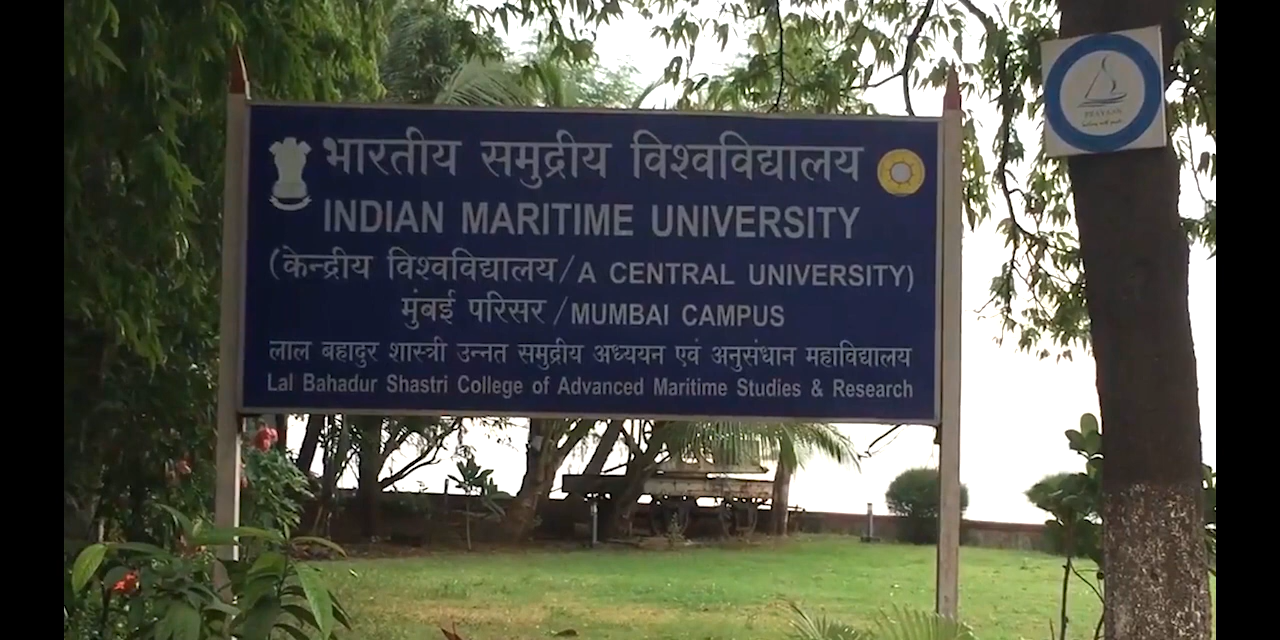 भारतीय समुद्रीय विश्वविद्यालय
INDIAN MARITIME UNIVERSITY
(केन्द्रीय विश्वविद्यालय/A CENTRAL UNIVERSITY)
मुंबई परिसर/MUMBAI CAMPUS
लाल बहादुर शास्त्री उन्नत समुद्रीय अध्ययन एवं अनुसंधान महाविद्यालय
Lal Bahadur Shastri College of Advanced Maritime Studies & Research